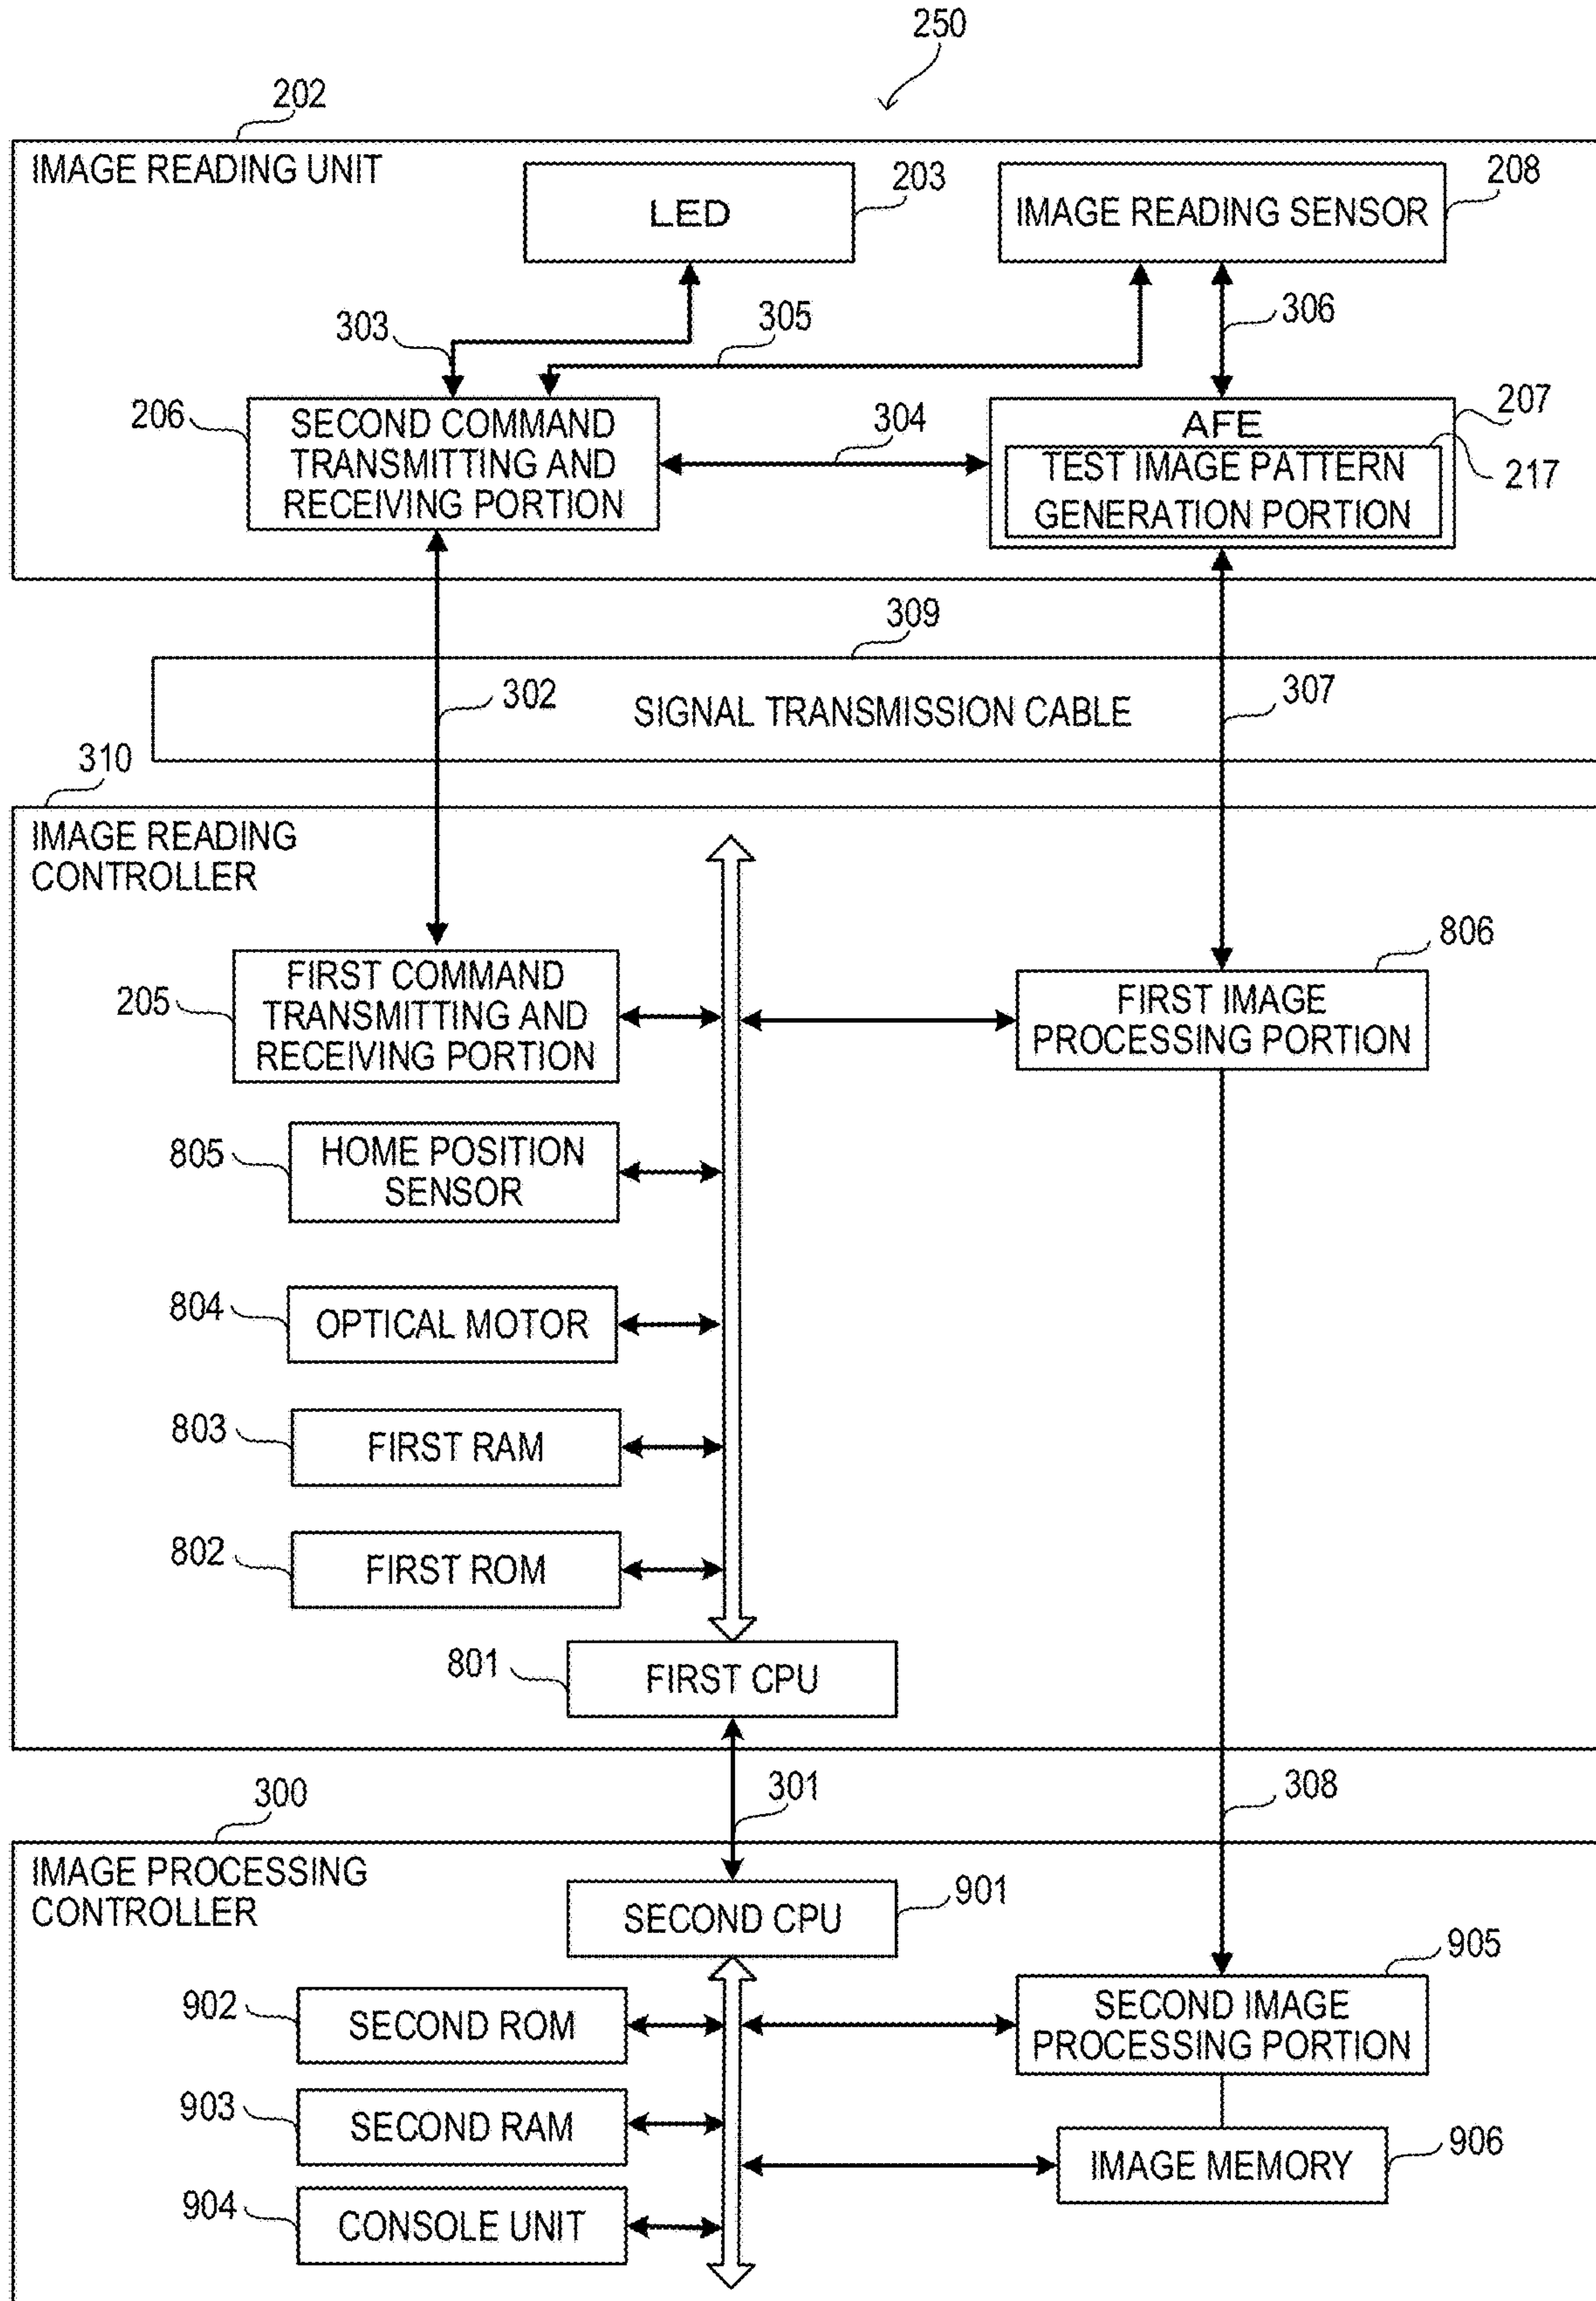 250
202
IMAGE READING UNIT
LED
203
IMAGE READING SENSOR
208
303
305
306
206
SECOND COMMAND
TRANSMITTING AND
RECEIVING PORTION
304
AFE
207
TEST IMAGE PATTERN
GENERATION PORTION
217
309
302
SIGNAL TRANSMISSION CABLE
307
310
IMAGE READING
CONTROLLER
205
FIRST COMMAND
TRANSMITTING AND
RECEIVING PORTION
806
FIRST IMAGE
PROCESSING PORTION
805
HOME POSITION
SENSOR
804
OPTICAL MOTOR
803
FIRST RAM
802
FIRST ROM
801
FIRST CPU
300
301
308
IMAGE PROCESSING
CONTROLLER
SECOND CPU
901
905
902
SECOND ROM
SECOND IMAGE
PROCESSING PORTION
903
SECOND RAM
IMAGE MEMORY
906
904
CONSOLE UNIT